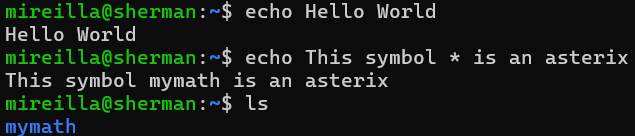 mireilla@sherman:~$ echo Hello World
Hello World
mireilla@sherman:~$ echo This symbol * is an asterix
This symbol mymath is an asterix
mireilla@sherman:~$ ls
mymath